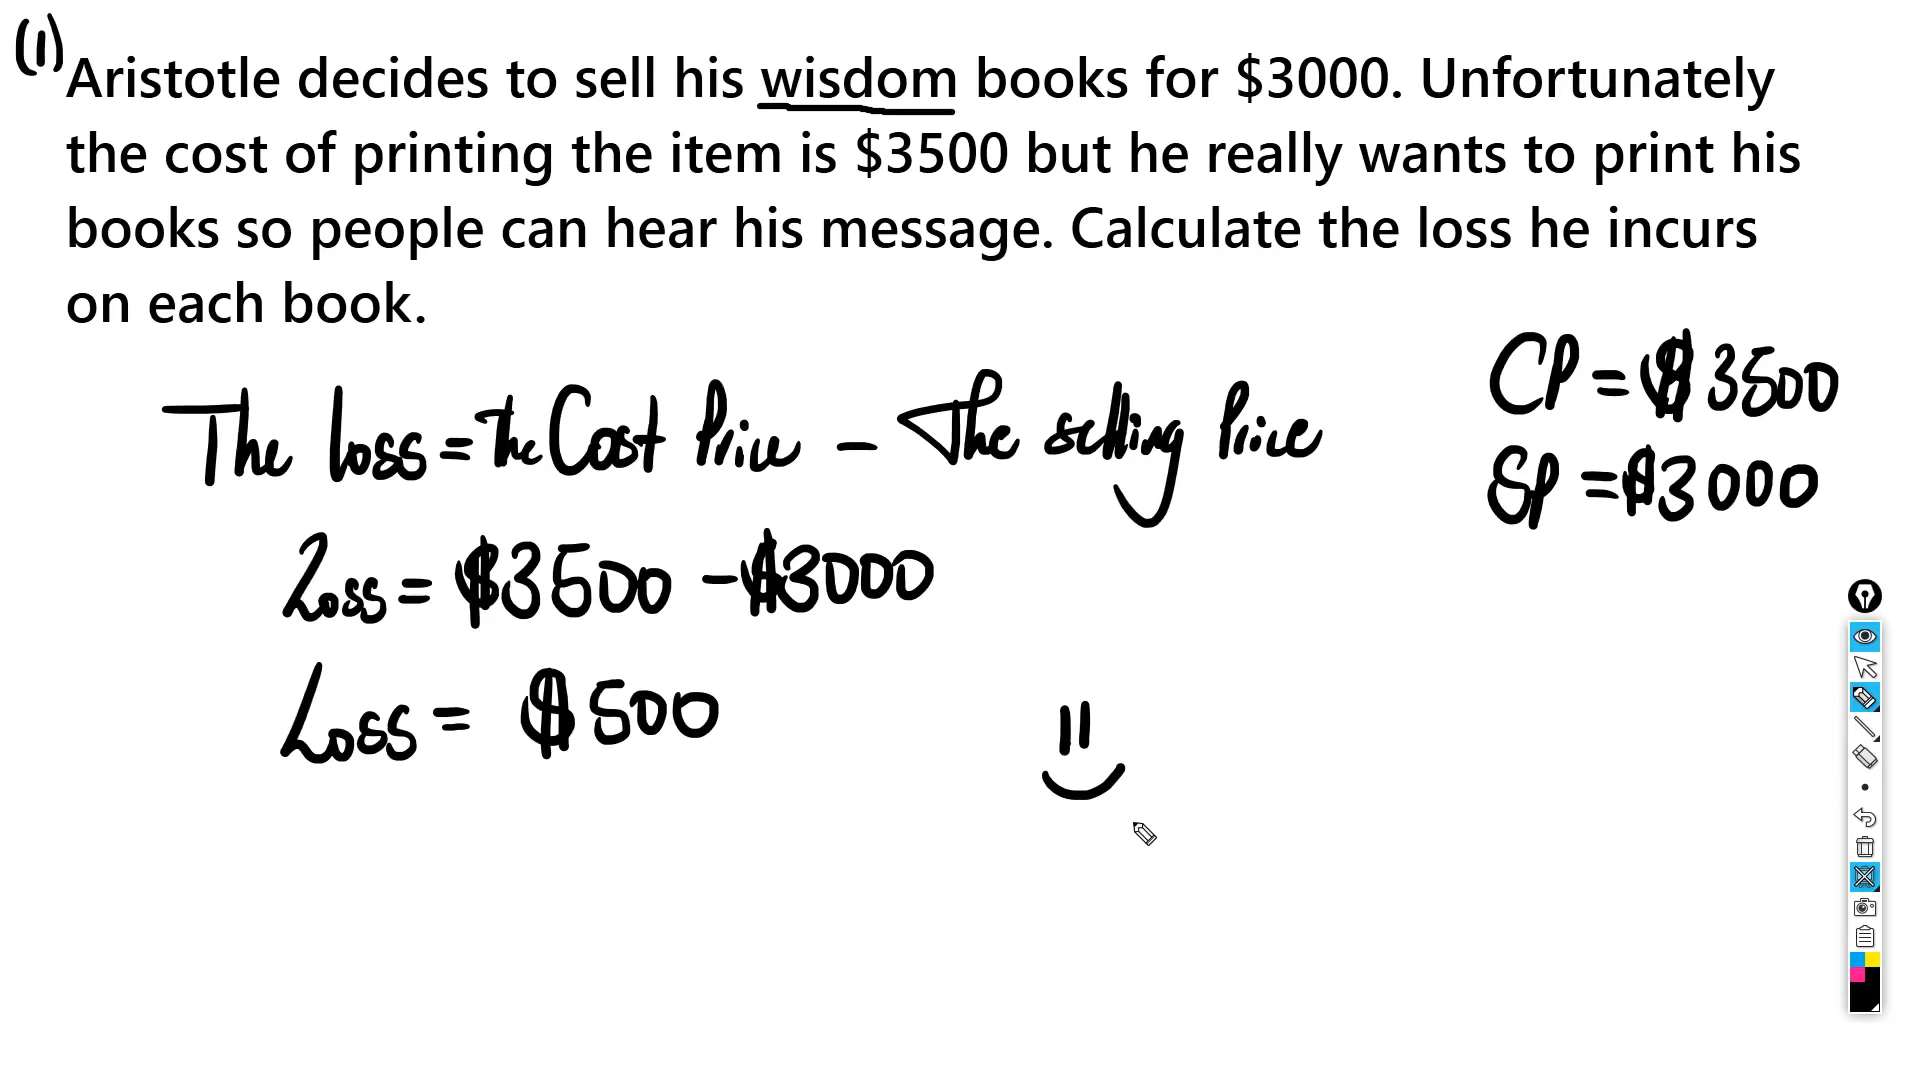 (1)
Aristotle decides to sell his wisdom books for $3000. Unfortunately
the cost of printing the item is $3500 but he really wants to print his
books so people can hear his message. Calculate the loss he incurs
on each book.
CP = $3500
The loss = The Cost Price - The selling Price
SP = $3000
Loss = $3500 - $3000
Loss = $500